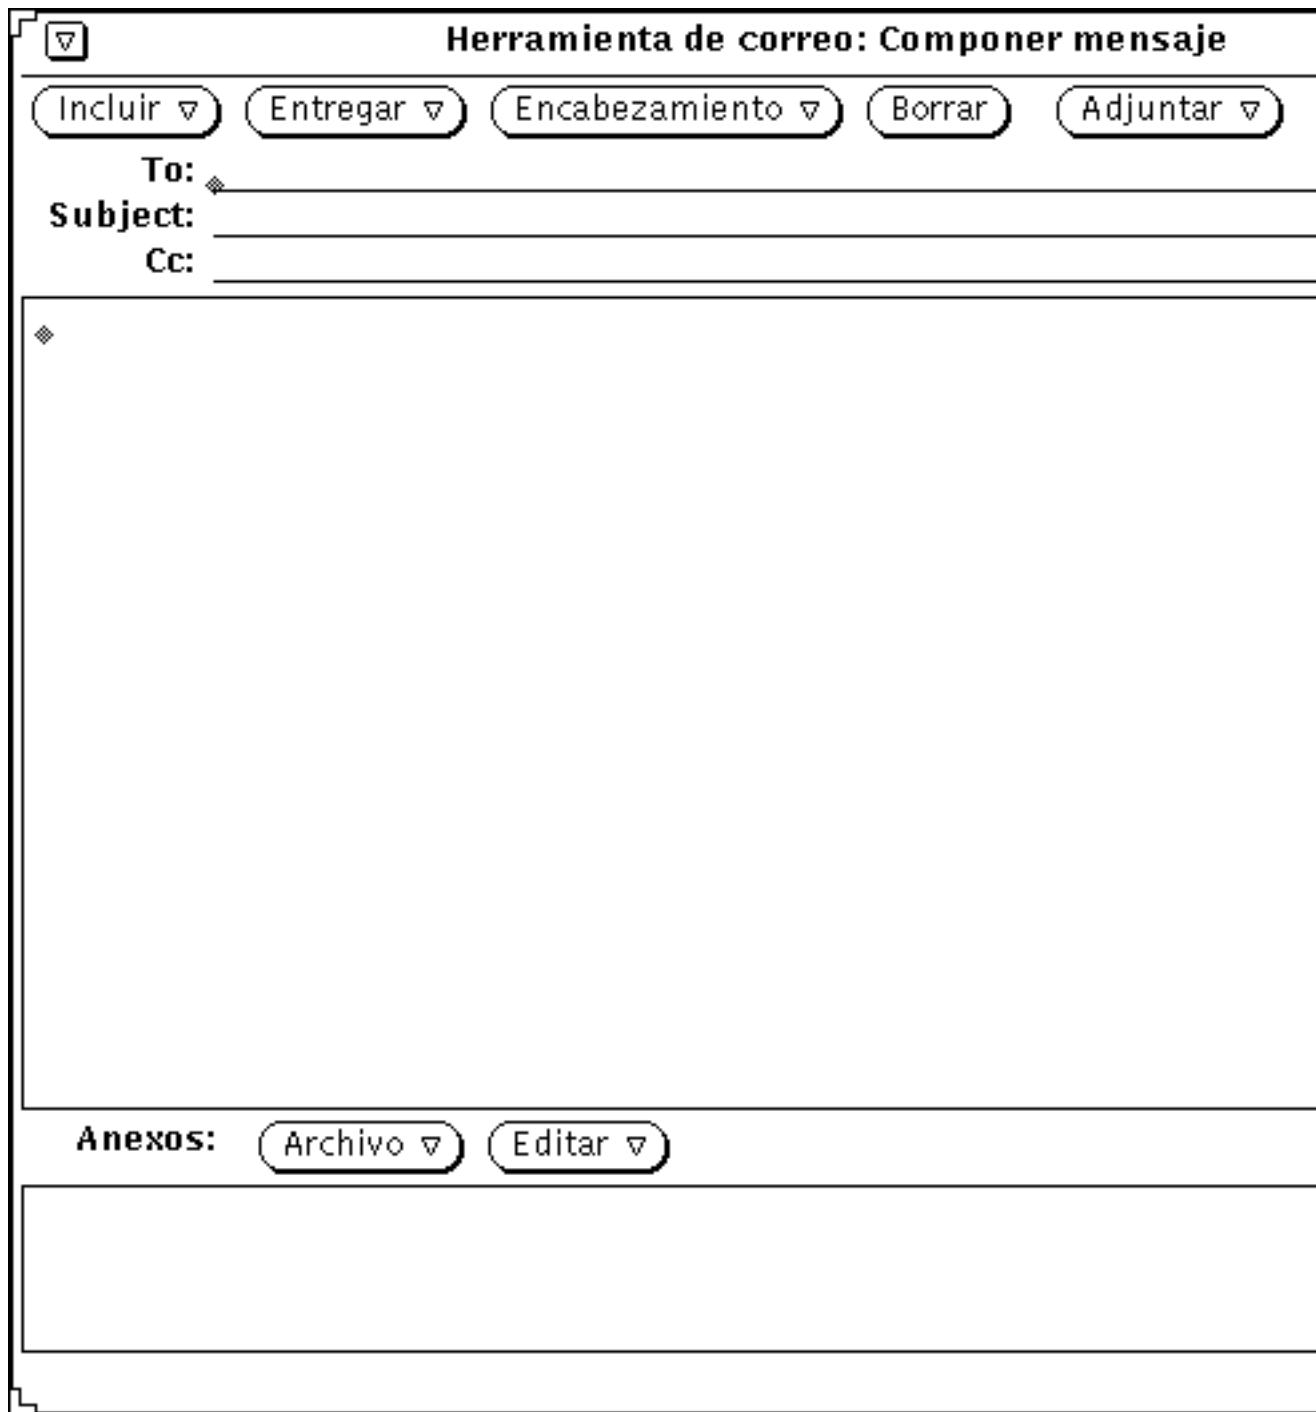 Herramienta de correo: Componer mensaje
Incluir Entregar Encabezamiento Borrar Adjuntar
To:
Subject:
Cc:
Anexos: Archivo Editar